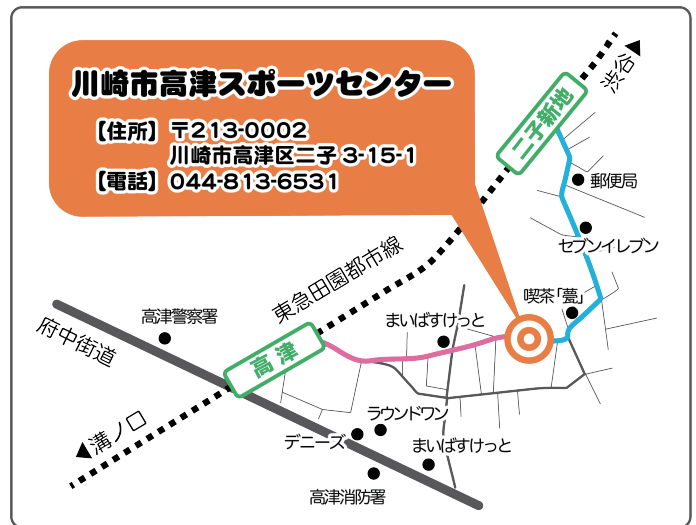 川崎市高津スポーツセンター
【住所】〒213-0002
川崎市高津区二子 3-15-1
【電話】044-813-6531
▲渋谷
二子新地
郵便局
セブンイレブン
東急田園都市線
喫茶「甍」
まいばすけっと
高津警察署
府中街道
高津
ラウンドワン
デニーズ
まいばすけっと
▲溝ノ口
高津消防署